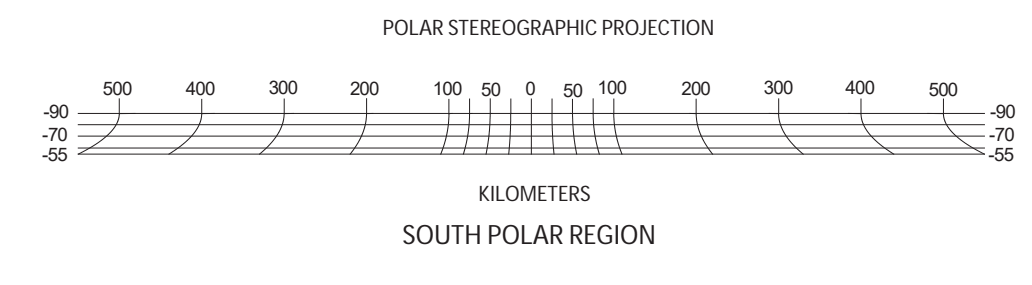 POLAR STEREOGRAPHIC PROJECTION
500 400 300 200 100 50 0 50 100 200 300 400 500
-90 -90
-70 -70
-55 -55
KILOMETERS
SOUTH POLAR REGION